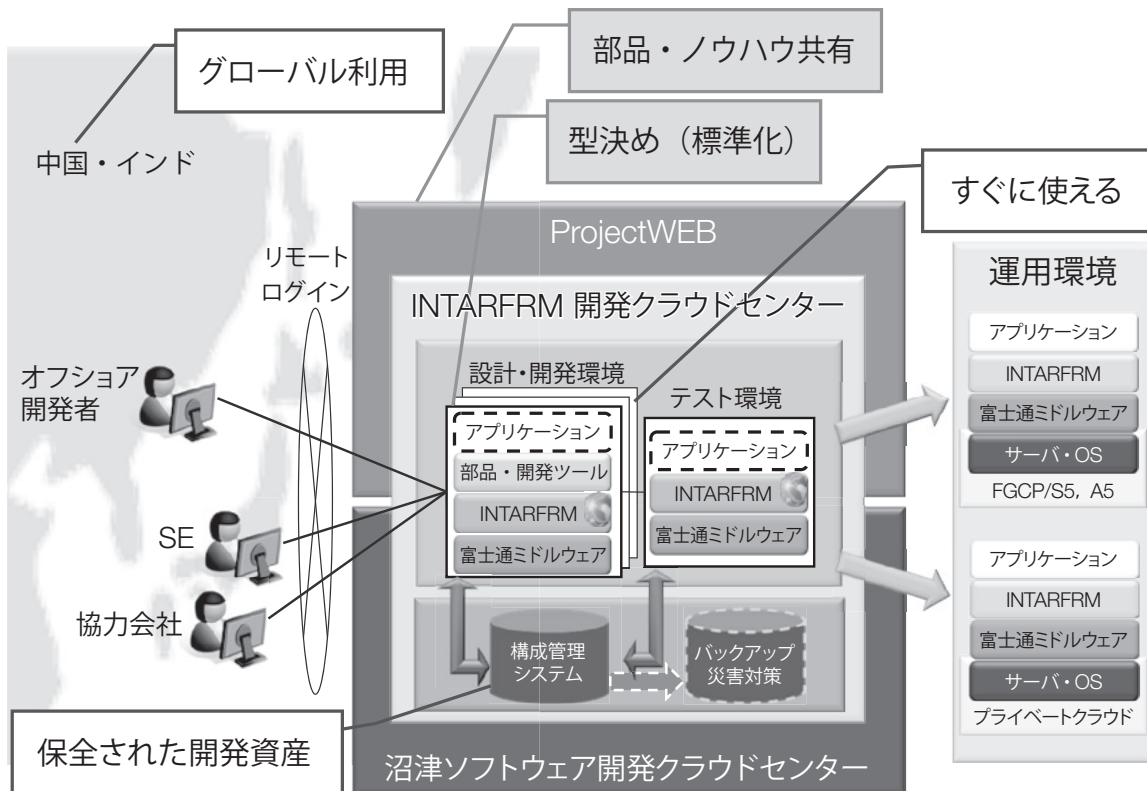 グローバル利用
部品・ノウハウ共有
型決め（標準化）
すぐに使える
中国・インド
リモート
ログイン
オフショア
開発者
SE
協力会社
保全された開発資産
ProjectWEB
INTARFRM 開発クラウドセンター
設計・開発環境
アプリケーション
部品・開発ツール
INTARFRM
富士通ミドルウェア
テスト環境
アプリケーション
INTARFRM
富士通ミドルウェア
構成管理
システム
バックアップ
災害対策
沼津ソフトウェア開発クラウドセンター
運用環境
アプリケーション
INTARFRM
富士通ミドルウェア
サーバ・OS
FGCP/S5, A5
アプリケーション
INTARFRM
富士通ミドルウェア
サーバ・OS
プライベートクラウド